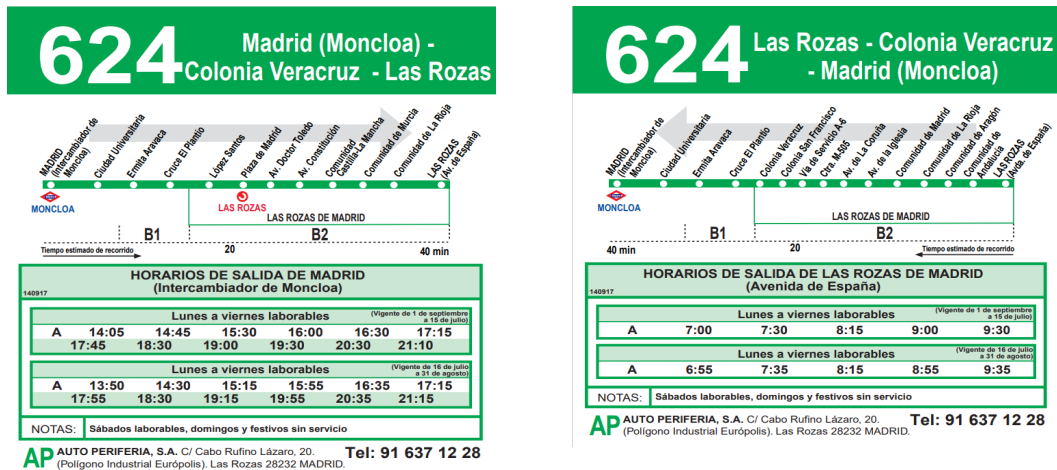 624
Madrid (Moncloa) -
Colonia Veracruz - Las Rozas
MADRID
(Intercambiador de
Moncloa)
Ciudad Universitaria
Ermita Aravaca
Cruce El Plantío
López Santos
Plaza de Madrid
Av. Doctor Toledo
Av. Constitución
Comunidad
Castilla-La Mancha
Comunidad de Murcia
Comunidad de La Rioja
LAS ROZAS
(Av. de España)
MONCLOA
LAS ROZAS
LAS ROZAS DE MADRID
B1
B2
Tiempo estimado de recorrido
20
40 min
HORARIOS DE SALIDA DE MADRID
(Intercambiador de Moncloa)
140917
Lunes a viernes laborables
(Vigente de 1 de septiembre
a 15 de julio)
A 14:05 14:45 15:30 16:00 16:30 17:15
17:45 18:30 19:00 19:30 20:30 21:10
Lunes a viernes laborables
(Vigente de 16 de julio
a 31 de agosto)
A 13:50 14:30 15:15 15:55 16:35 17:15
17:55 18:30 19:15 19:55 20:35 21:15
NOTAS: Sábados laborables, domingos y festivos sin servicio
AP AUTO PERIFERIA, S.A. C/ Cabo Rufino Lázaro, 20. Tel: 91 637 12 28
(Polígono Industrial Európolis). Las Rozas 28232 MADRID.
624
Las Rozas - Colonia Veracruz
- Madrid (Moncloa)
MADRID
(Intercambiador de
Moncloa)
Ciudad Universitaria
Ermita Aravaca
Cruce El Plantío
Colonia Veracruz
Colonia San Francisco
Vía de Servicio A-6
Ctra. M-505
Av. de La Coruña
Av. de la Iglesia
Comunidad de Madrid
Comunidad de La Rioja
Comunidad de Aragón
Comunidad de
Andalucía
LAS ROZAS
(Avda. de España)
MONCLOA
LAS ROZAS DE MADRID
B1
B2
40 min
20
Tiempo estimado de recorrido
HORARIOS DE SALIDA DE LAS ROZAS DE MADRID
(Avenida de España)
140917
Lunes a viernes laborables
(Vigente de 1 de septiembre
a 15 de julio)
A 7:00 7:30 8:15 9:00 9:30
Lunes a viernes laborables
(Vigente de 16 de julio
a 31 de agosto)
A 6:55 7:35 8:15 8:55 9:35
NOTAS: Sábados laborables, domingos y festivos sin servicio
AP AUTO PERIFERIA, S.A. C/ Cabo Rufino Lázaro, 20. Tel: 91 637 12 28
(Polígono Industrial Európolis). Las Rozas 28232 MADRID.